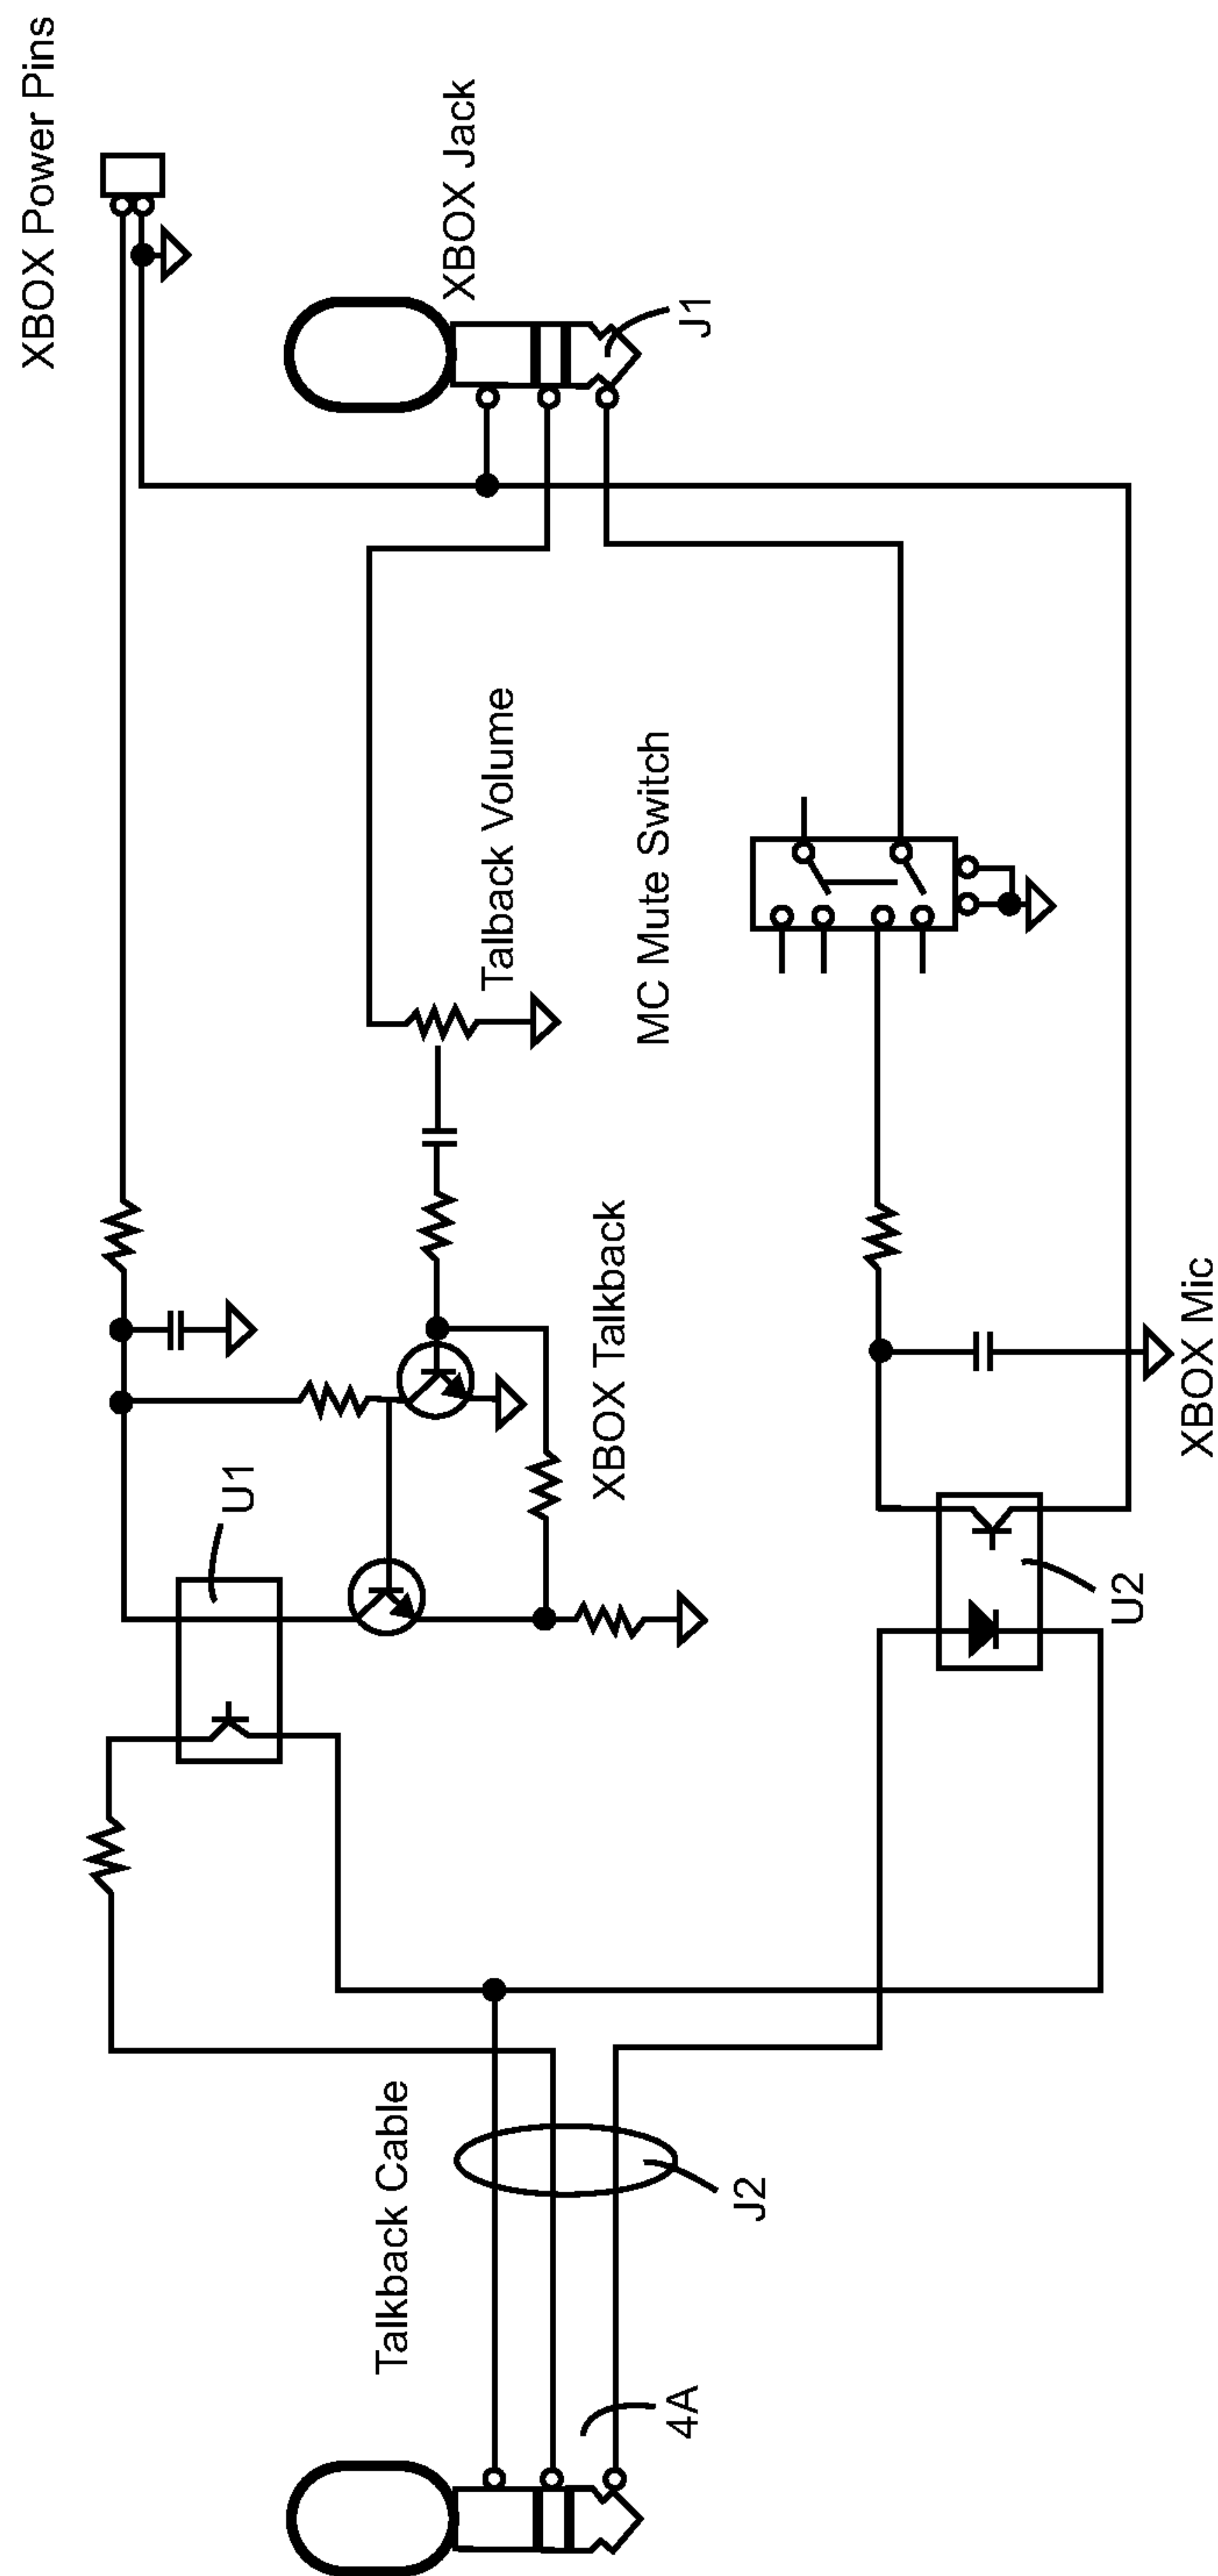 XBOX Power Pins
XBOX Jack
J1
Talback Volume
MC Mute Switch
XBOX Talkback
U1
XBOX Mic
U2
Talkback Cable
J2
4A